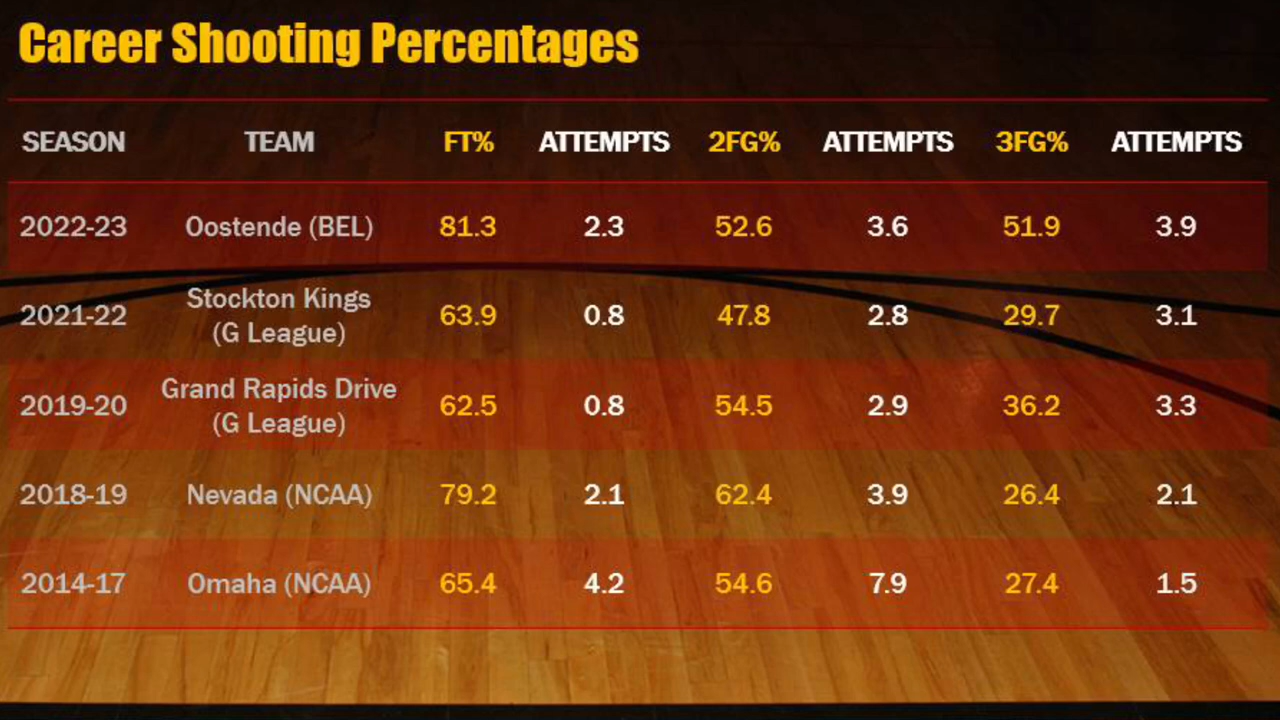 Career Shooting Percentages
SEASON TEAM FT% ATTEMPTS 2FG% ATTEMPTS 3FG% ATTEMPTS
2022-23 Oostende (BEL) 81.3 2.3 52.6 3.6 51.9 3.9
2021-22 Stockton Kings (G League) 63.9 0.8 47.8 2.8 29.7 3.1
2019-20 Grand Rapids Drive (G League) 62.5 0.8 54.5 2.9 36.2 3.3
2018-19 Nevada (NCAA) 79.2 2.1 62.4 3.9 26.4 2.1
2014-17 Omaha (NCAA) 65.4 4.2 54.6 7.9 27.4 1.5